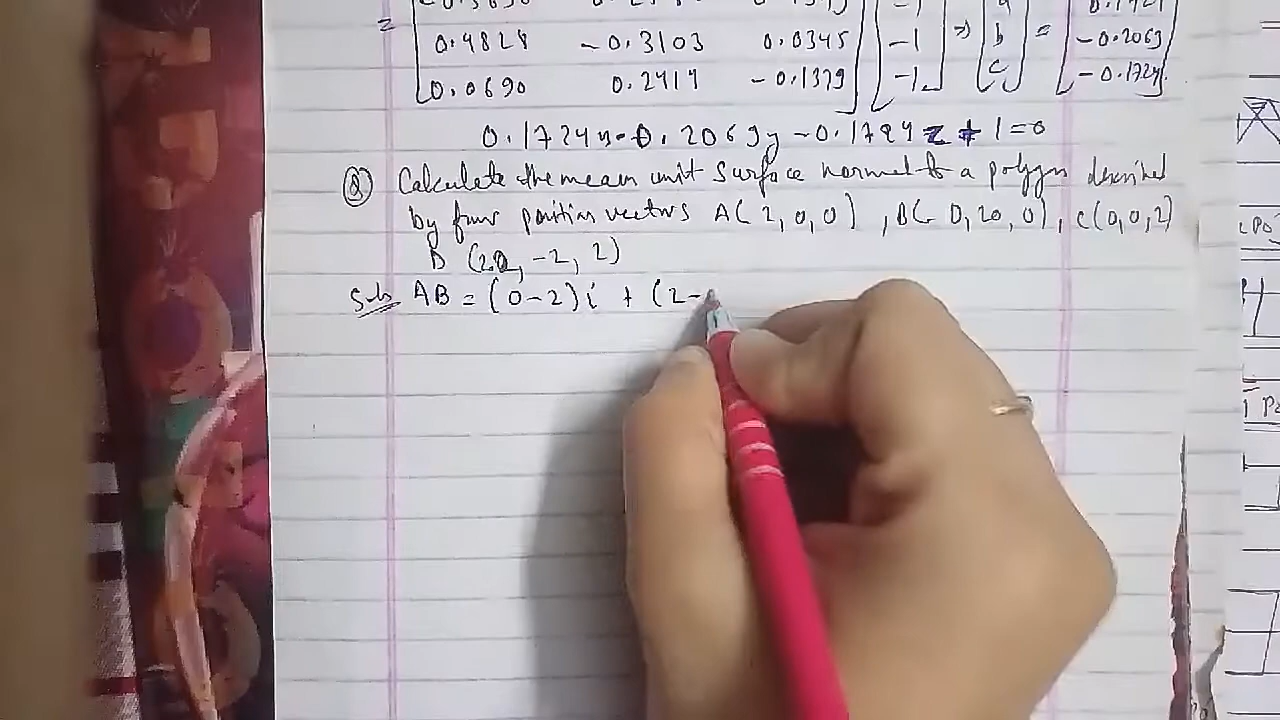 0.4828 -0.3103 0.0345 -1 => b = -0.2069
0.0690 0.2414 -0.1379 -1 c -0.1724
0.1724x-0.2069y-0.1724z+1=0
Q Calculate the mean unit surface normal to a polygon described
by four position vectors A(2,0,0), B(0,20,0), C(0,0,2)
D (20, -2, 2)
Soln AB = (0-2)i + (2-